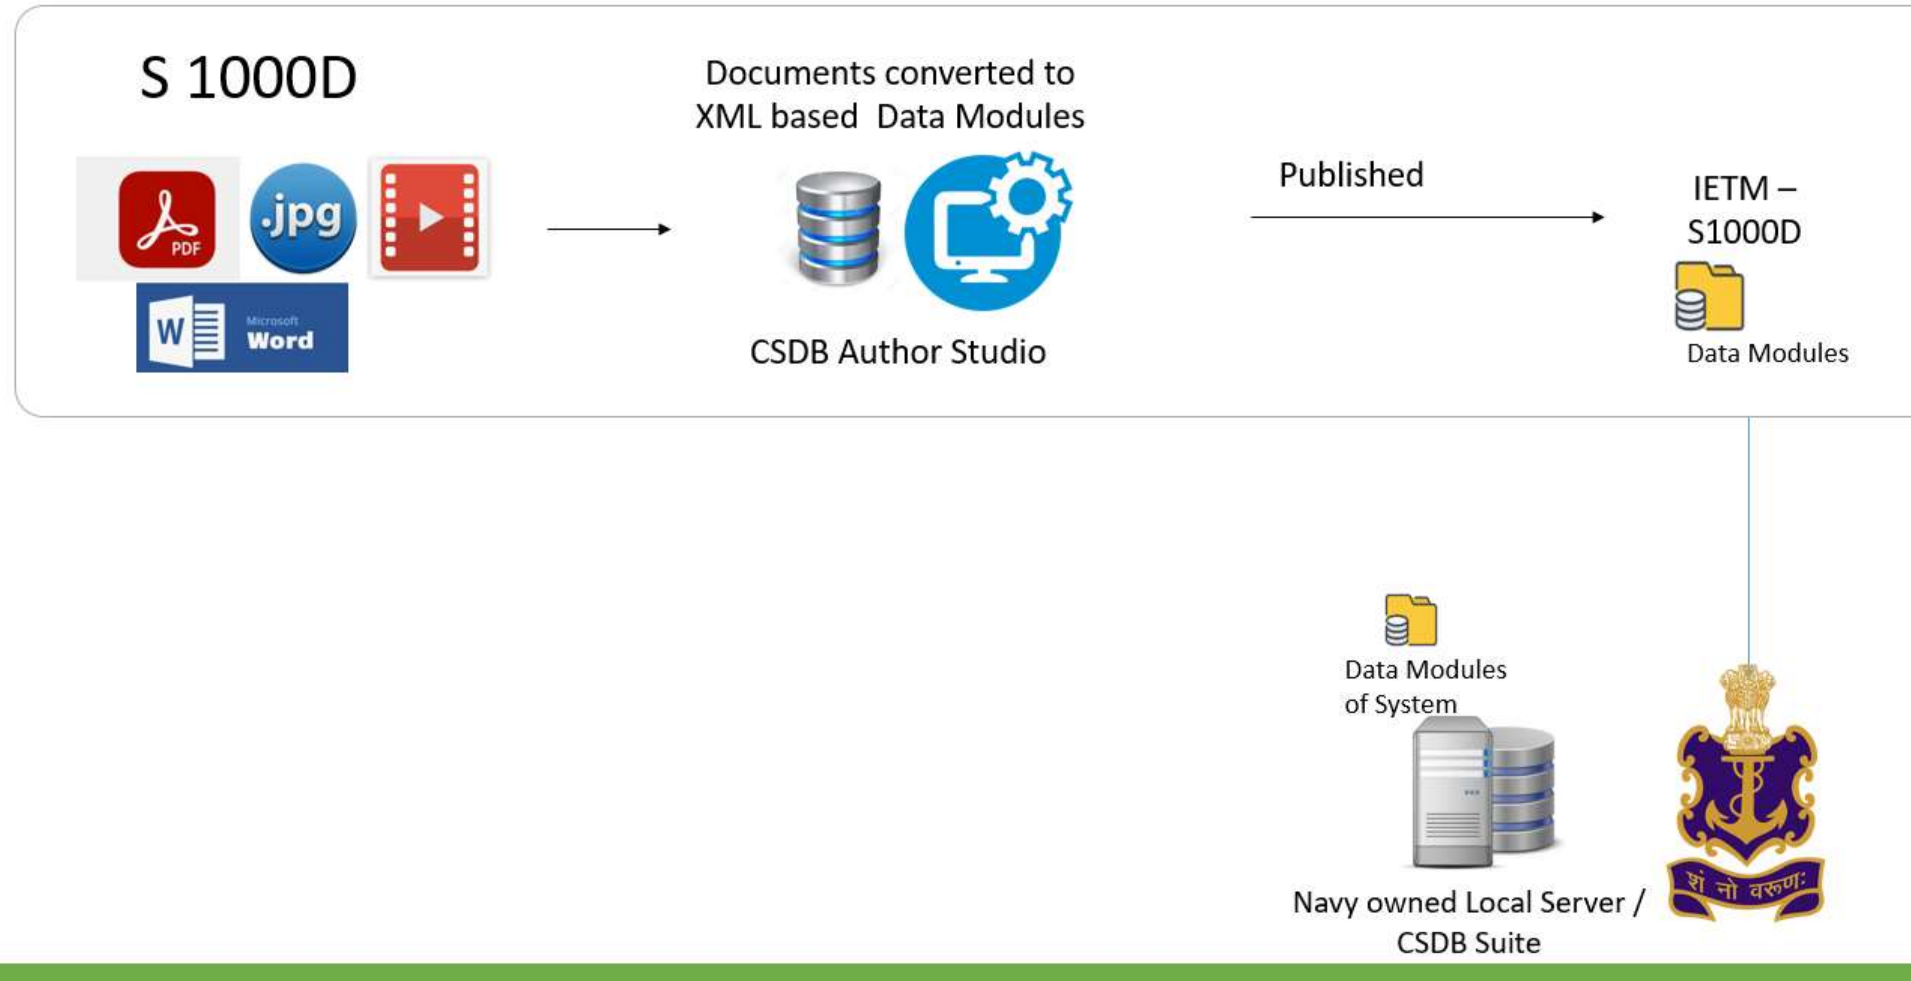 S 1000D
Documents converted to
XML based Data Modules
PDF
.jpg
Microsoft
Word
CSDB Author Studio
Published
IETM –
S1000D
Data Modules
Data Modules
of System
Navy owned Local Server /
CSDB Suite
शं नो वरूणः